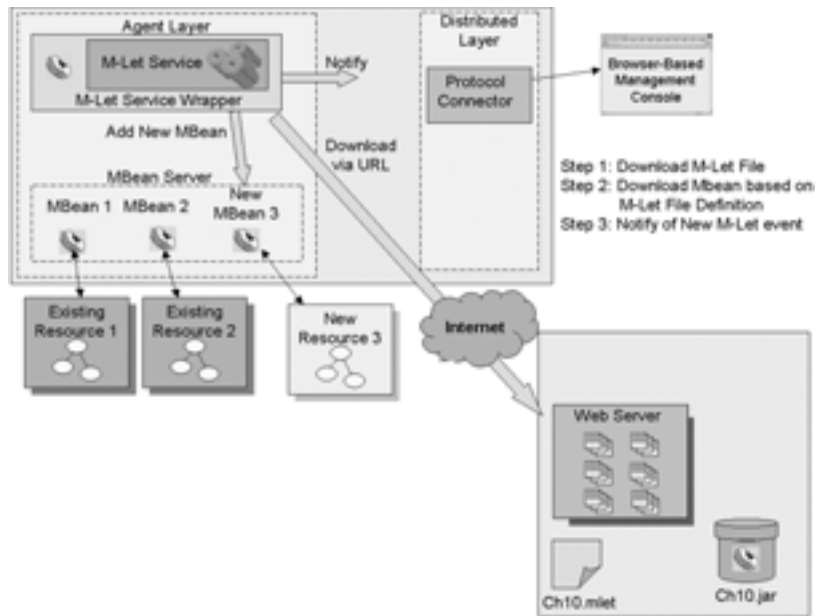 Agent Layer
M-Let Service
M-Let Service Wrapper
Notify
Add New MBean
Download
via URL
Distributed
Layer
Protocol
Connector
Browser-Based
Management
Console
Step 1: Download M-Let File
Step 2: Download Mbean based on
M-Let File Definition
Step 3: Notify of New M-Let event
MBean Server
MBean 1
MBean 2
New
MBean 3
Existing
Resource 1
Existing
Resource 2
New
Resource 3
Internet
Web Server
Ch10.mlet
Ch10.jar